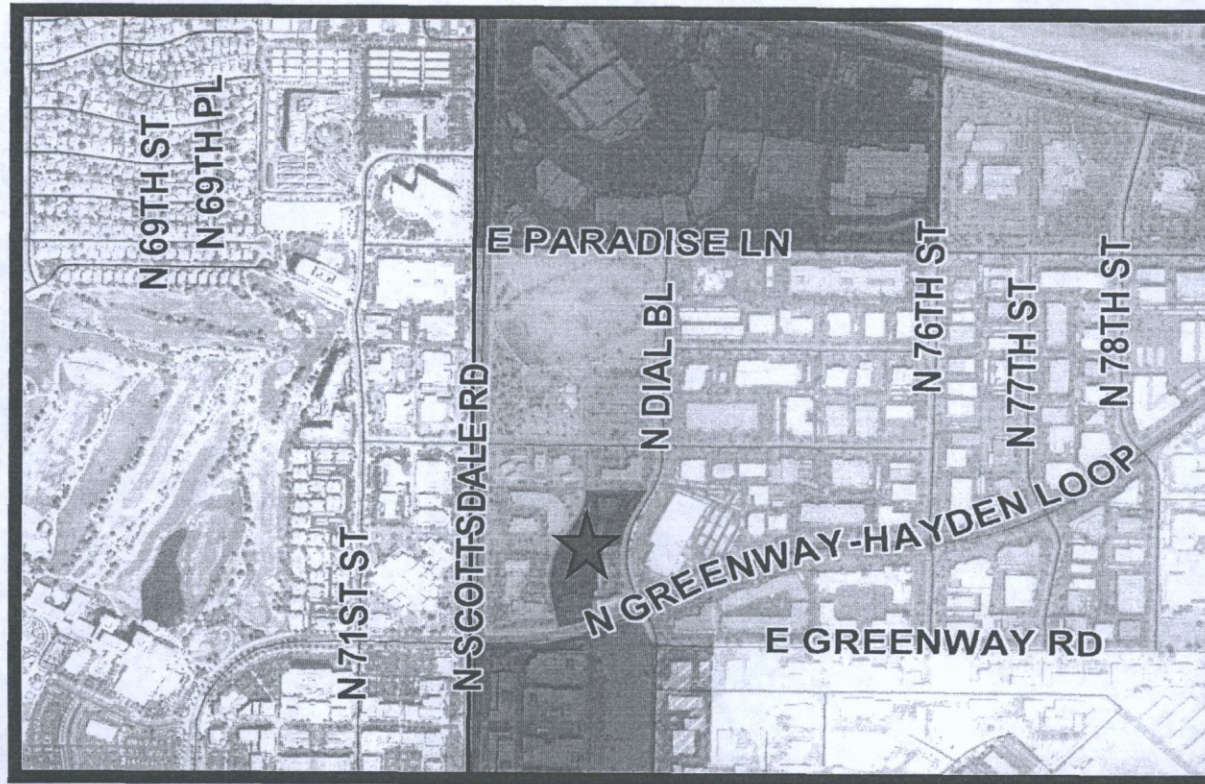 N 69TH ST
N 69TH PL
E PARADISE LN
N 76TH ST
N 77TH ST
N 78TH ST
N DIAL BL
N SCOTTSDALE RD
N GREENWAY-HAYDEN LOOP
N 71ST ST
E GREENWAY RD